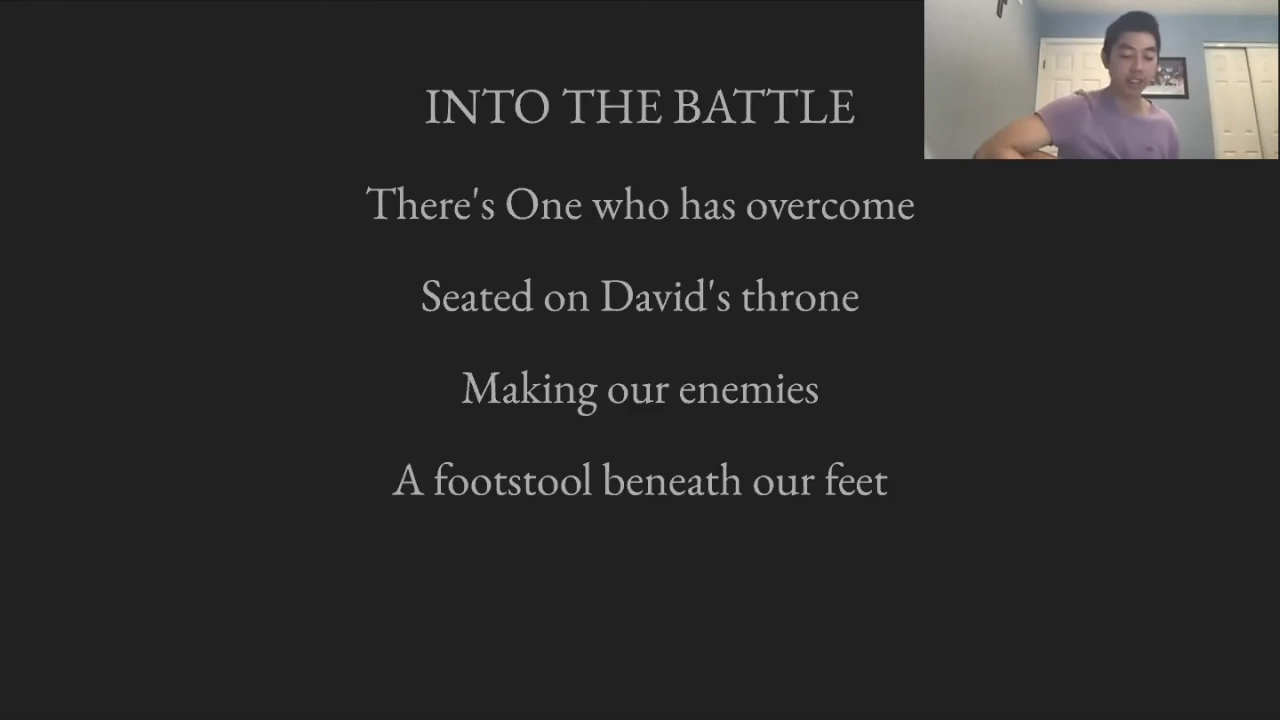 INTO THE BATTLE
There's One who has overcome
Seated on David's throne
Making our enemies
A footstool beneath our feet